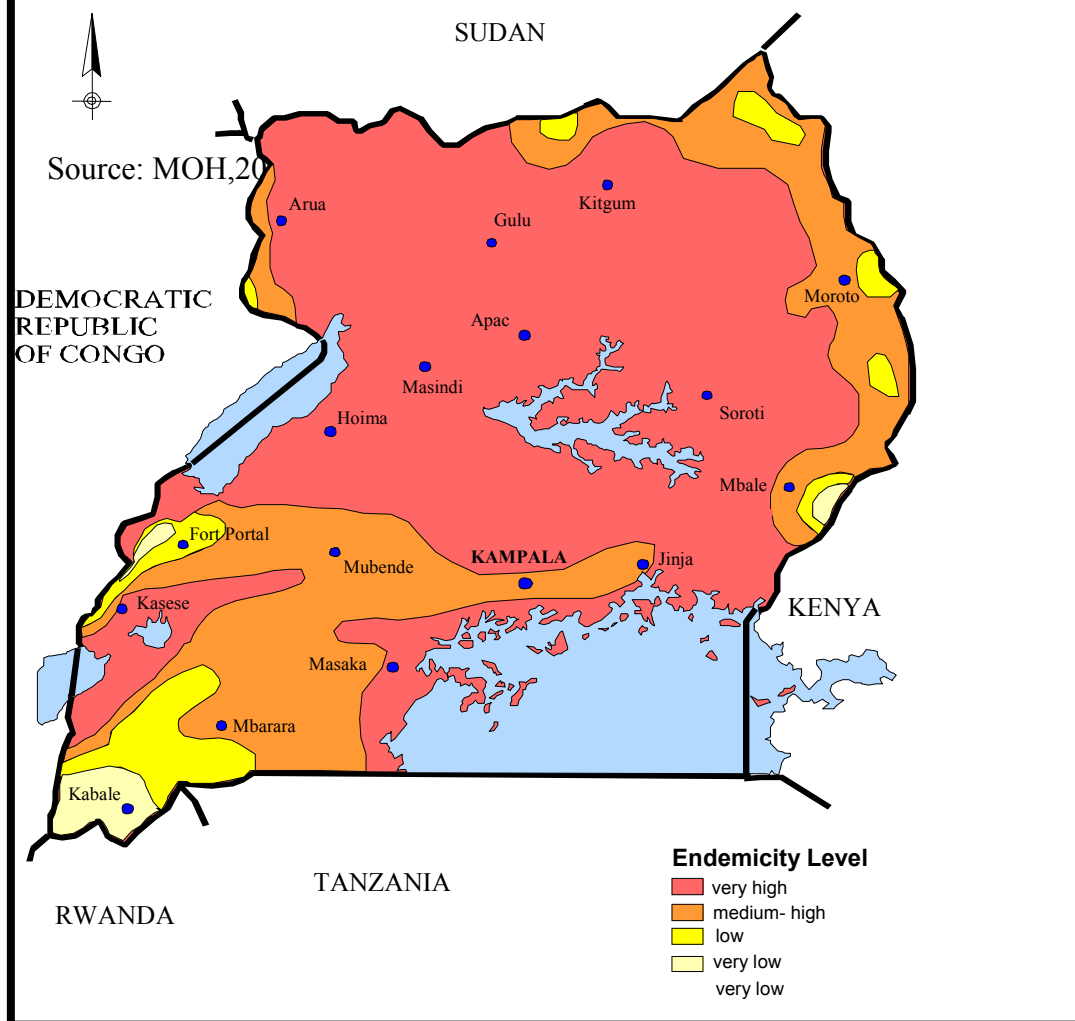 SUDAN
Source: MOH,20
Arua
Gulu
Kitgum
DEMOCRATIC
REPUBLIC
OF CONGO
Moroto
Apac
Masindi
Hoima
Soroti
Mbale
Fort Portal
Mubende
KAMPALA
Jinja
Kasese
KENYA
Masaka
Mbarara
Kabale
TANZANIA
RWANDA
Endemicity Level
very high
medium- high
low
very low
very low